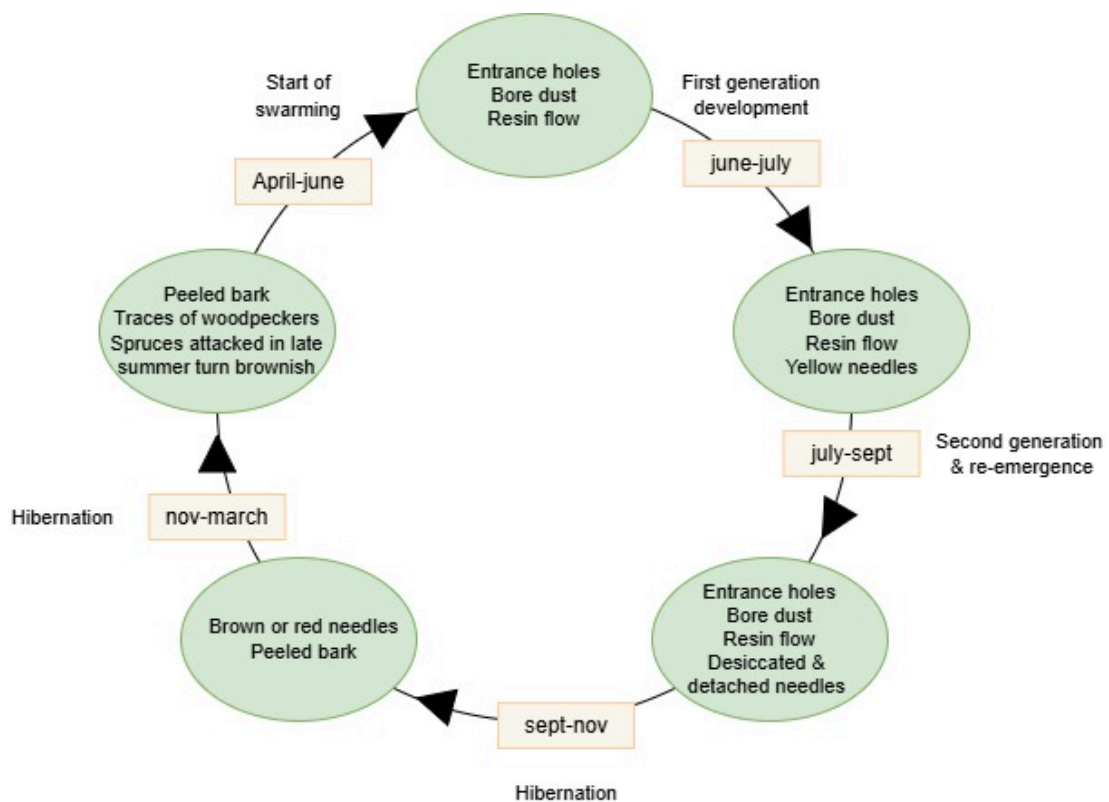 Start of
swarming
Entrance holes
Bore dust
Resin flow
First generation
development
April-june
june-july
Peeled bark
Traces of woodpeckers
Spruces attacked in late
summer turn brownish
Entrance holes
Bore dust
Resin flow
Yellow needles
july-sept
Second generation
& re-emergence
Hibernation
nov-march
Brown or red needles
Peeled bark
Entrance holes
Bore dust
Resin flow
Desiccated &
detached needles
sept-nov
Hibernation